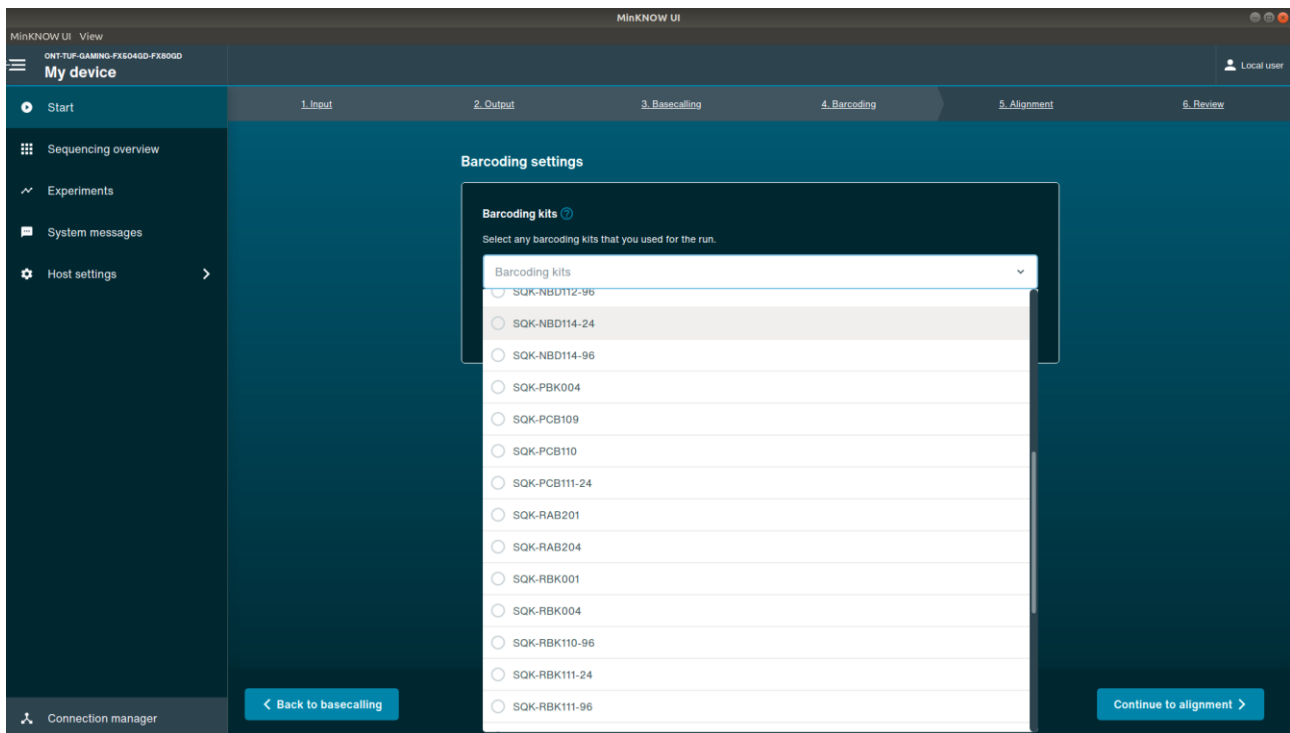 MinKNOW UI
MinKNOW UI View
ONT-TUF-GAMING-FX504GD-FX80GD
My device
Local user
Start
Sequencing overview
Experiments
System messages
Host settings
Connection manager
1. Input
2. Output
3. Basecalling
4. Barcoding
5. Alignment
6. Review
Barcoding settings
Barcoding kits
Select any barcoding kits that you used for the run.
Barcoding kits
SQK-NBD112-96
SQK-NBD114-24
SQK-NBD114-96
SQK-PBK004
SQK-PCB109
SQK-PCB110
SQK-PCB111-24
SQK-RAB201
SQK-RAB204
SQK-RBK001
SQK-RBK004
SQK-RBK110-96
SQK-RBK111-24
SQK-RBK111-96
Back to basecalling
Continue to alignment